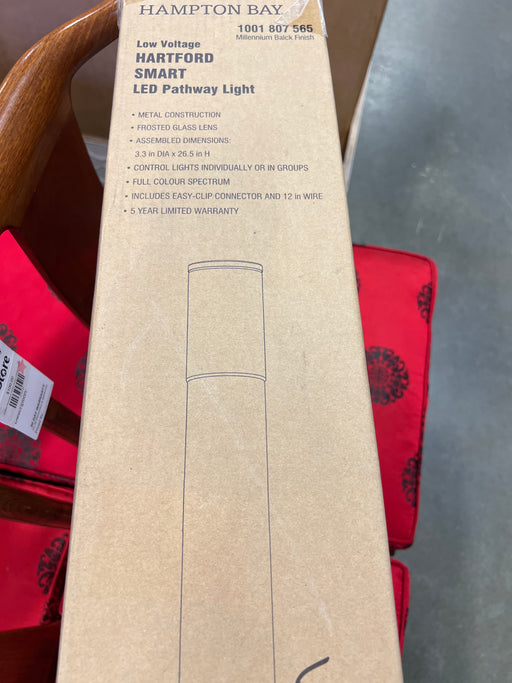 HAMPTON BAY
1001 807 565
Millennium Balck Finish
Low Voltage
HARTFORD
SMART
LED Pathway Light
• METAL CONSTRUCTION
• FROSTED GLASS LENS
• ASSEMBLED DIMENSIONS:
3.3 in DIA x 26.5 in H
• CONTROL LIGHTS INDIVIDUALLY OR IN GROUPS
• FULL COLOUR SPECTRUM
• INCLUDES EASY-CLIP CONNECTOR AND 12 in WIRE
• 5 YEAR LIMITED WARRANTY
Store